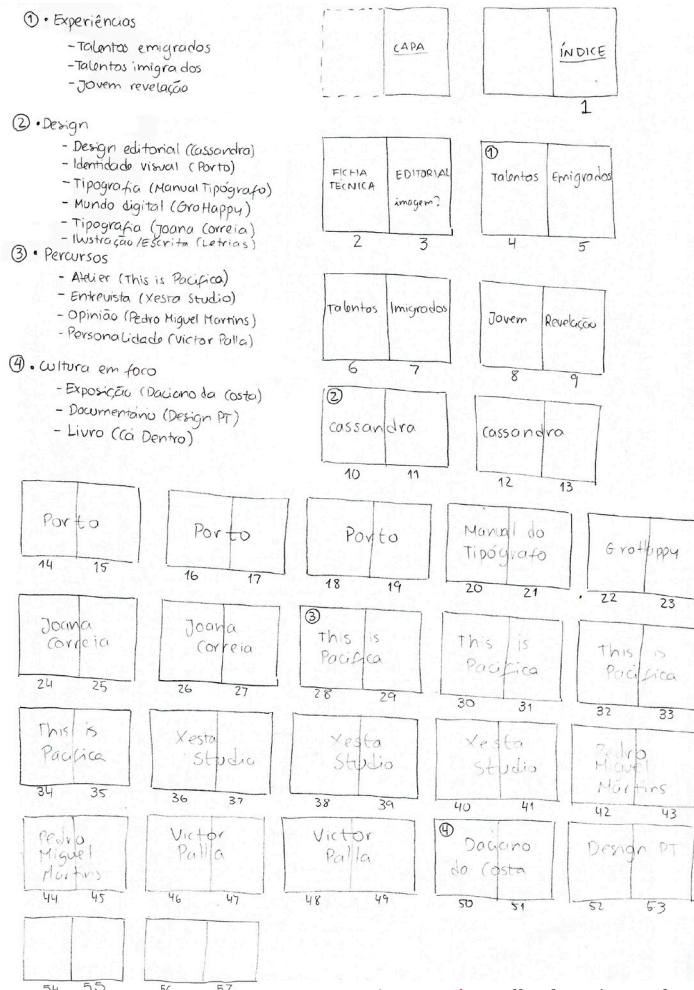 ① • Experiências
- Talentos emigrados
- Talentos imigrados
- Jovem revelação
② • Design
- Design editorial (Cassandra)
- Identidade visual (Porto)
- Tipografia (Manual Tipógrafo)
- Mundo digital (GroHappy)
- Tipografia (Joana Correia)
- Ilustração/Escrita (Letrias)
③ • Percursos
- Atelier (This is Pacifica)
- Entrevista (Xesta Studio)
- Opinião (Pedro Miguel Martins)
- Personalidade (Victor Palla)
④ • Cultura em foco
- Exposição (Daciano da Costa)
- Documentário (Design PT)
- Livro (Cá Dentro)
CAPA
ÍNDICE
1
FICHA
TÉCNICA
EDITORIAL
imagem?
2 3
①
Talentos Emigrados
4 5
Talentos Imigrados
6 7
Jovem Revelação
8 9
②
Cassandra
10 11
Cassandra
12 13
Porto
14 15
Porto
16 17
Porto
18 19
Manual do
Tipógrafo
20 21
GroHappy
22 23
Joana
Correia
24 25
Joana
Correia
26 27
③
This is
Pacifica
28 29
This is
Pacifica
30 31
This is
Pacifica
32 33
This is
Pacifica
34 35
Xesta
Studio
36 37
Xesta
Studio
38 39
Xesta
Studio
40 41
Pedro
Miguel
Martins
42 43
Pedro
Miguel
Martins
44 45
Victor
Palla
46 47
Victor
Palla
48 49
④
Daciano
da Costa
50 51
Design PT
52 53
54 55
56 57